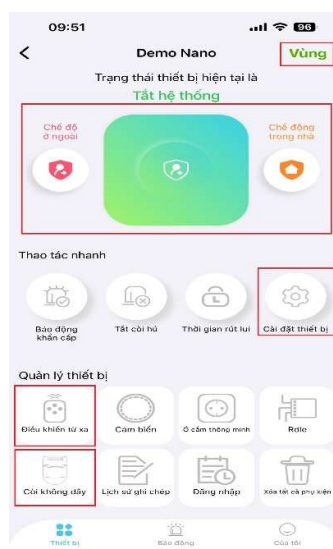 09:51 96
Demo Nano Vùng
Trạng thái thiết bị hiện tại là
Tắt hệ thống
Chế độ
ở ngoài
Chế động
trong nhà
Thao tác nhanh
Báo động
khẩn cấp
Tắt còi hú
Thời gian rút lui
Cài đặt thiết bị
Quản lý thiết bị
Điều khiển từ xa
Cảm biến
Ổ cắm thông minh
Rơle
Còi không dây
Lịch sử ghi chép
Đăng nhập
Xóa tất cả phụ kiện
Thiết bị
Báo động
Của tôi